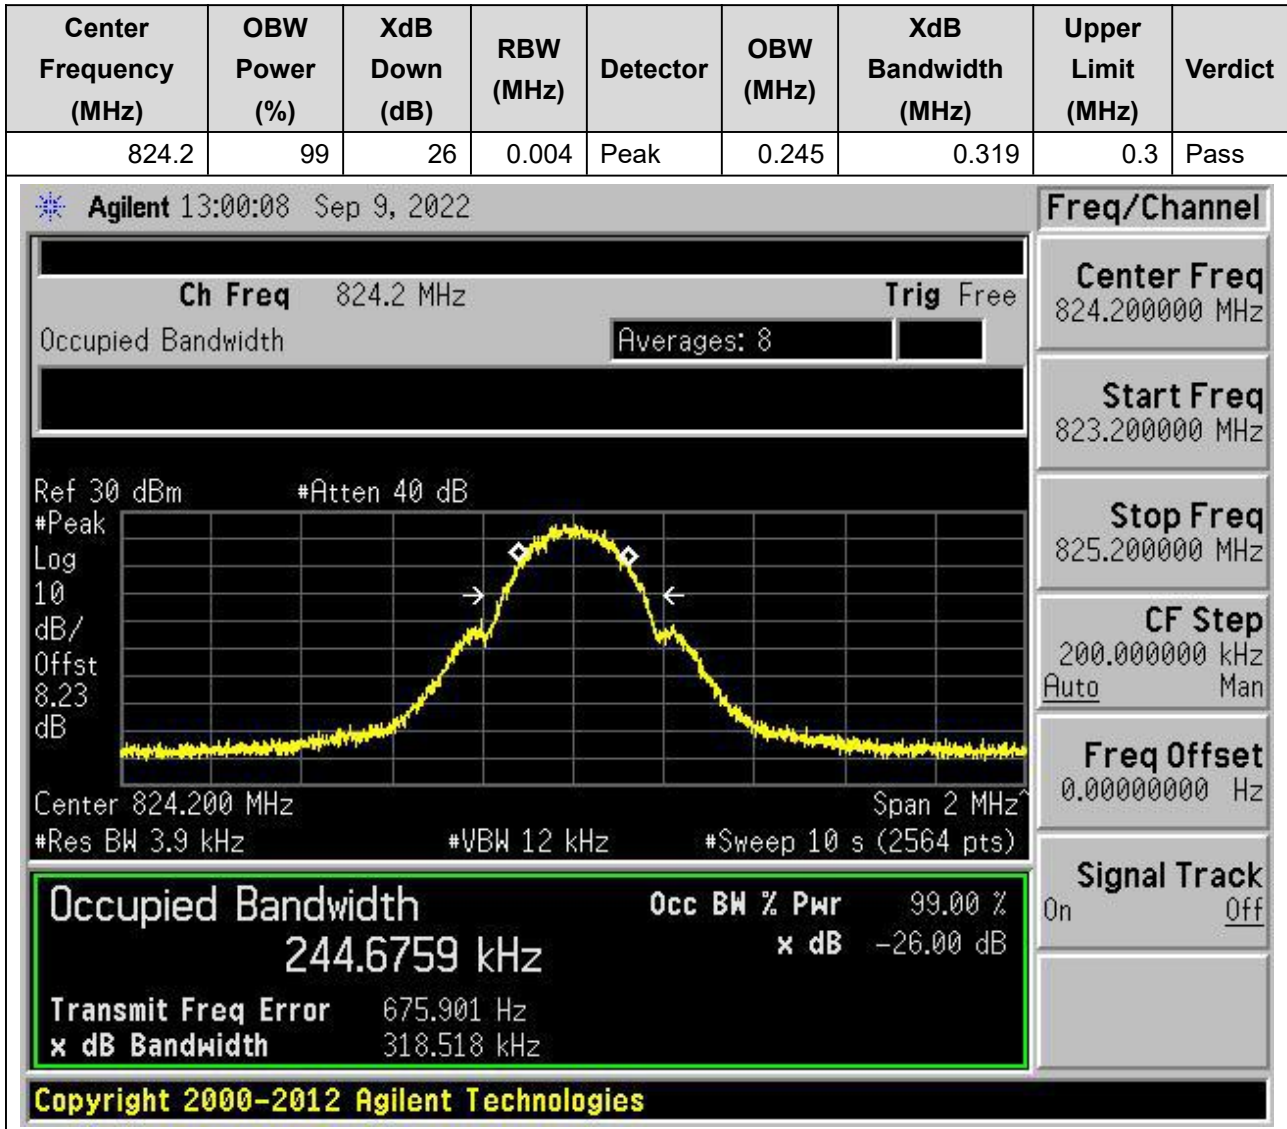 Center Frequency (MHz) OBW Power (%) XdB Down (dB) RBW (MHz) Detector OBW (MHz) XdB Bandwidth (MHz) Upper Limit (MHz) Verdict
824.2 99 26 0.004 Peak 0.245 0.319 0.3 Pass
Agilent 13:00:08 Sep 9, 2022
Ch Freq 824.2 MHz Trig Free
Occupied Bandwidth Averages: 8
Ref 30 dBm #Atten 40 dB
#Peak
Log
10
dB/
Offst
8.23
dB
Center 824.200 MHz Span 2 MHz^
#Res BW 3.9 kHz #VBW 12 kHz #Sweep 10 s (2564 pts)
Occupied Bandwidth Occ BW % Pwr 99.00 %
244.6759 kHz x dB -26.00 dB
Transmit Freq Error 675.901 Hz
x dB Bandwidth 318.518 kHz
Copyright 2000-2012 Agilent Technologies
Freq/Channel
Center Freq
824.200000 MHz
Start Freq
823.200000 MHz
Stop Freq
825.200000 MHz
CF Step
200.000000 kHz
Auto Man
Freq Offset
0.00000000 Hz
Signal Track
On Off